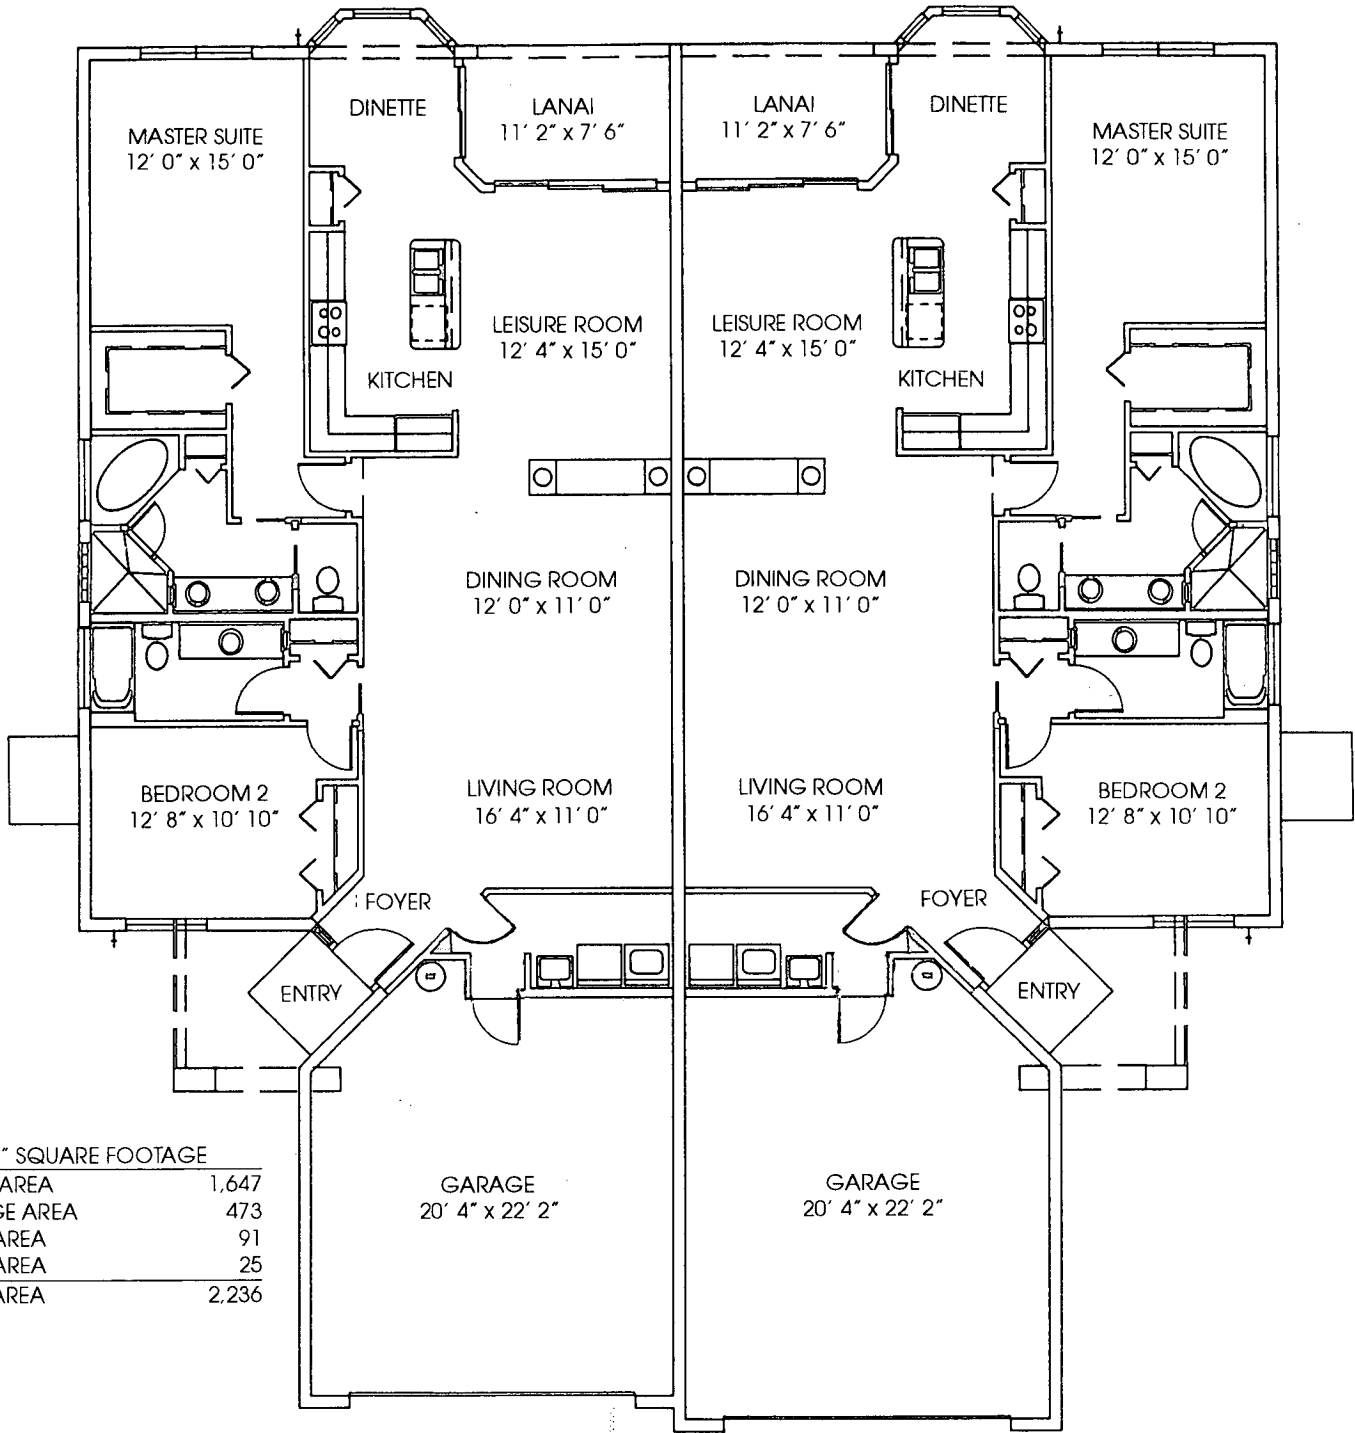 DINETTE
LANAI
11' 2" x 7' 6"
LANAI
11' 2" x 7' 6"
DINETTE
MASTER SUITE
12' 0" x 15' 0"
MASTER SUITE
12' 0" x 15' 0"
LEISURE ROOM
12' 4" x 15' 0"
LEISURE ROOM
12' 4" x 15' 0"
KITCHEN
KITCHEN
DINING ROOM
12' 0" x 11' 0"
DINING ROOM
12' 0" x 11' 0"
BEDROOM 2
12' 8" x 10' 10"
LIVING ROOM
16' 4" x 11' 0"
LIVING ROOM
16' 4" x 11' 0"
BEDROOM 2
12' 8" x 10' 10"
FOYER
FOYER
ENTRY
ENTRY
GARAGE
20' 4" x 22' 2"
GARAGE
20' 4" x 22' 2"
" SQUARE FOOTAGE
AREA 1,647
GE AREA 473
AREA 91
AREA 25
AREA 2,236